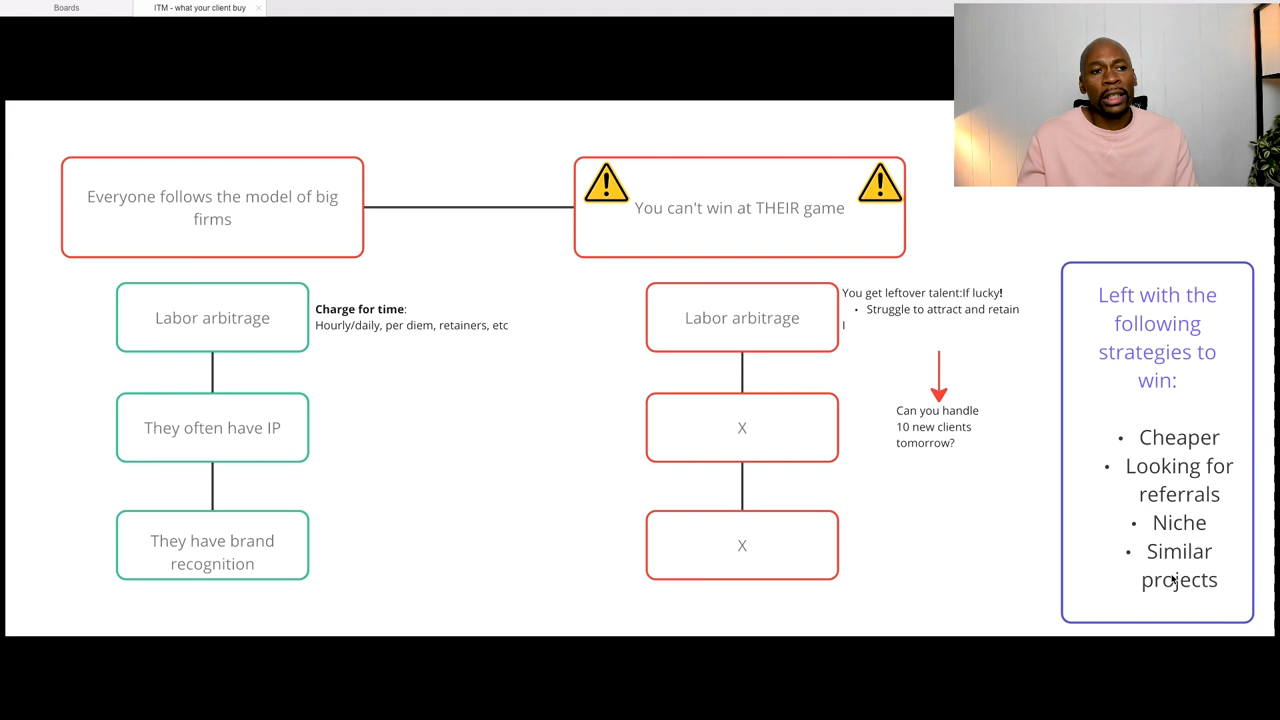 Boards
ITM - what your client buy
Everyone follows the model of big
firms
You can't win at THEIR game
Labor arbitrage
Charge for time:
Hourly/daily, per diem, retainers, etc
They often have IP
They have brand
recognition
Labor arbitrage
You get leftover talent:If lucky!
• Struggle to attract and retain
l
X
Can you handle
10 new clients
tomorrow?
X
Left with the
following
strategies to
win:
• Cheaper
• Looking for
referrals
• Niche
• Similar
projects